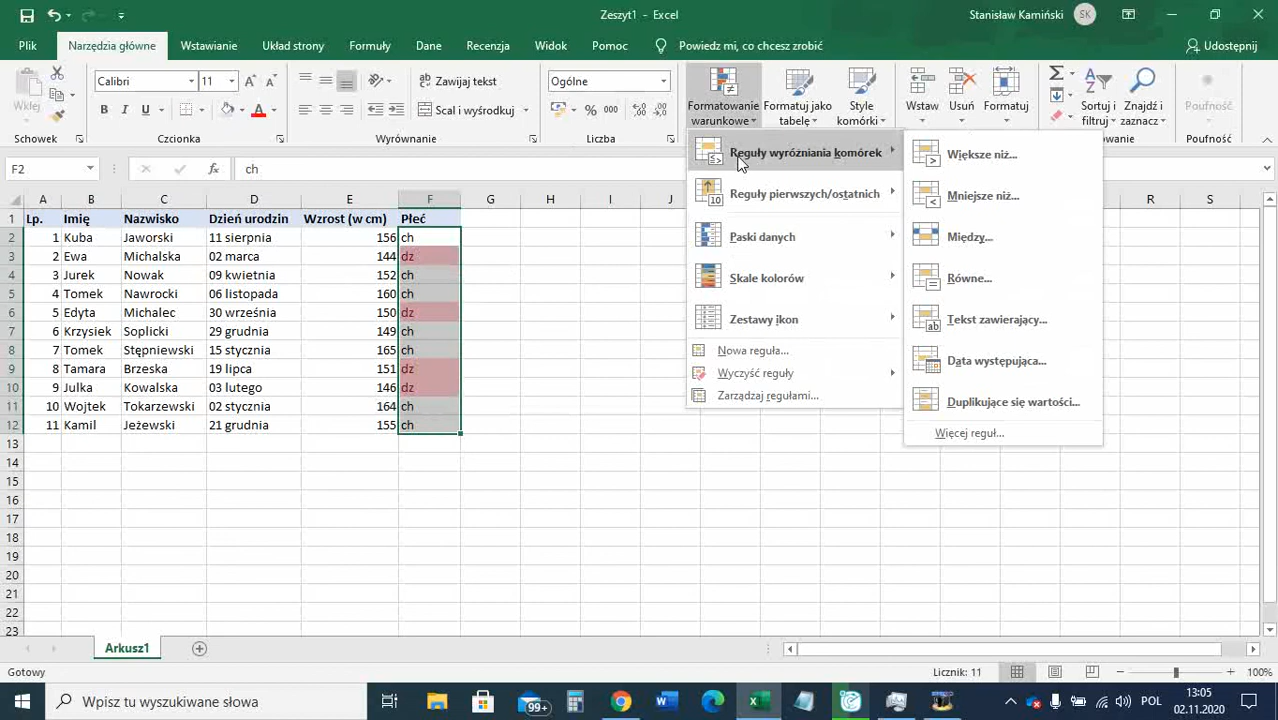 Zeszyt1 - Excel
Stanisław Kamiński SK
Plik Narzędzia główne Wstawianie Układ strony Formuły Dane Recenzja Widok Pomoc Powiedz mi, co chcesz zrobić Udostępnij
Wklej
Schowek
Calibri 11
B I U
Czcionka
Zawijaj tekst
Scal i wyśrodkuj
Wyrównanie
Ogólne
%
Liczba
Formatowanie warunkowe
Formatuj jako tabelę
Style komórki
Wstaw
Usuń
Formatuj
Sortuj i filtruj
Znajdź i zaznacz
Edytowanie
Poufność
Poufność
F2 fx ch
Reguły wyróżniania komórek
Reguły pierwszych/ostatnich
Paski danych
Skale kolorów
Zestawy ikon
Nowa reguła...
Wyczyść reguły
Zarządzaj regułami...
Większe niż...
Mniejsze niż...
Między...
Równe...
Tekst zawierający...
Data występująca...
Duplikujące się wartości...
Więcej reguł...
A B C D E F G H I J R S
1 Lp. Imię Nazwisko Dzień urodzin Wzrost (w cm) Płeć
2 1 Kuba Jaworski 11 sierpnia 156 ch
3 2 Ewa Michalska 02 marca 144 dz
4 3 Jurek Nowak 09 kwietnia 152 ch
5 4 Tomek Nawrocki 06 listopada 160 ch
6 5 Edyta Michalec 30 września 150 dz
7 6 Krzysiek Soplicki 29 grudnia 149 ch
8 7 Tomek Stępniewski 15 stycznia 165 ch
9 8 Tamara Brzeska 19 lipca 151 dz
10 9 Julka Kowalska 03 lutego 146 dz
11 10 Wojtek Tokarzewski 02 stycznia 164 ch
12 11 Kamil Jeżewski 21 grudnia 155 ch
13
14
15
16
17
18
19
20
21
22
23
Arkusz1
Gotowy
Licznik: 11
100%
Wpisz tu wyszukiwane słowa
99+
POL
13:05
02.11.2020